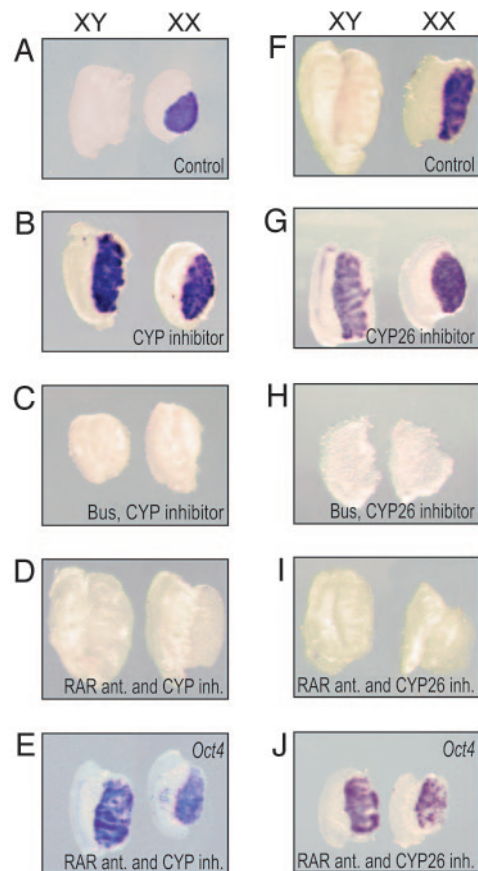 XY XX
A
Control
B
CYP inhibitor
C
Bus, CYP inhibitor
D
RAR ant. and CYP inh.
E
Oct4
RAR ant. and CYP inh.
XY XX
F
Control
G
CYP26 inhibitor
H
Bus, CYP26 inhibitor
I
RAR ant. and CYP26 inh.
J
Oct4
RAR ant. and CYP26 inh.